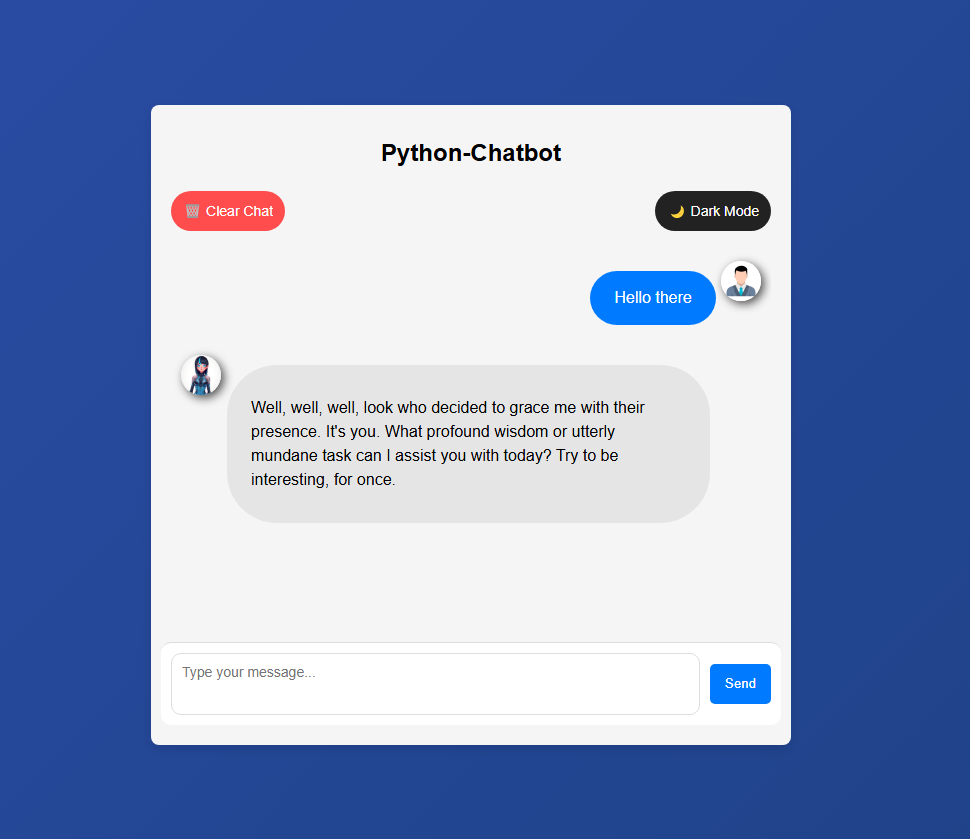 Python-Chatbot
🗑️ Clear Chat
🌙 Dark Mode
Hello there
Well, well, well, look who decided to grace me with their
presence. It's you. What profound wisdom or utterly
mundane task can I assist you with today? Try to be
interesting, for once.
Type your message...
Send